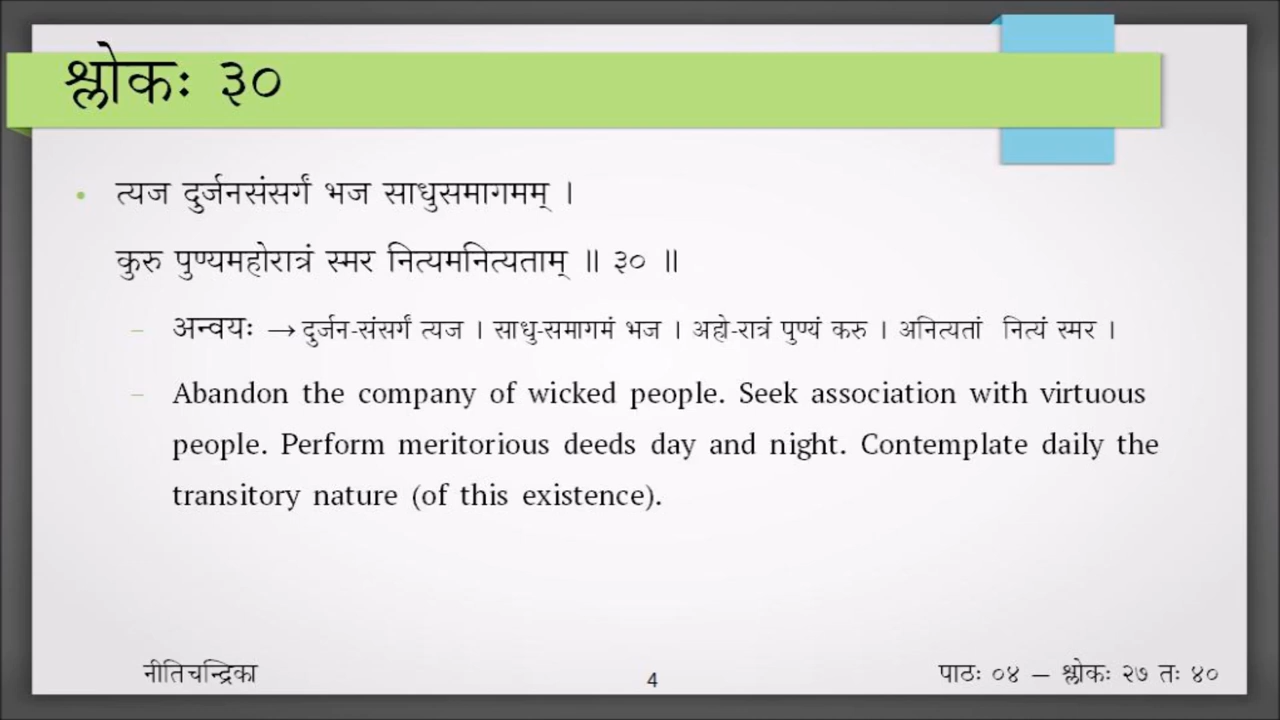 श्लोकः ३०
• त्यज दुर्जनसंसर्गं भज साधुसमागमम् ।
कुरु पुण्यमहोरात्रं स्मर नित्यमनित्यताम् ॥ ३० ॥
– अन्वयः → दुर्जन-संसर्गं त्यज । साधु-समागमं भज । अहो-रात्रं पुण्यं करु । अनित्यतां नित्यं स्मर ।
– Abandon the company of wicked people. Seek association with virtuous
people. Perform meritorious deeds day and night. Contemplate daily the
transitory nature (of this existence).
नीतिचन्द्रिका 4 पाठः ०४ – श्लोकः २७ तः ४०